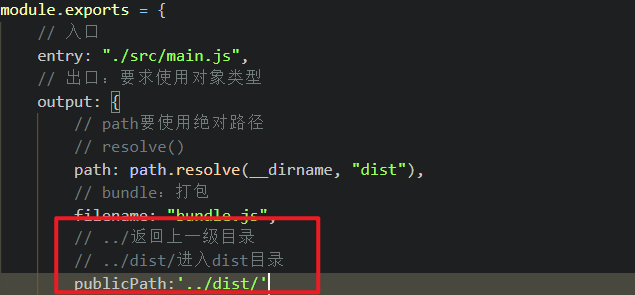 module.exports = {
// 入口
entry: "./src/main.js",
// 出口：要求使用对象类型
output: {
// path要使用绝对路径
// resolve()
path: path.resolve(__dirname, "dist"),
// bundle：打包
filename: "bundle.js",
// ../返回上一级目录
// ../dist/进入dist目录
publicPath:'../dist/'